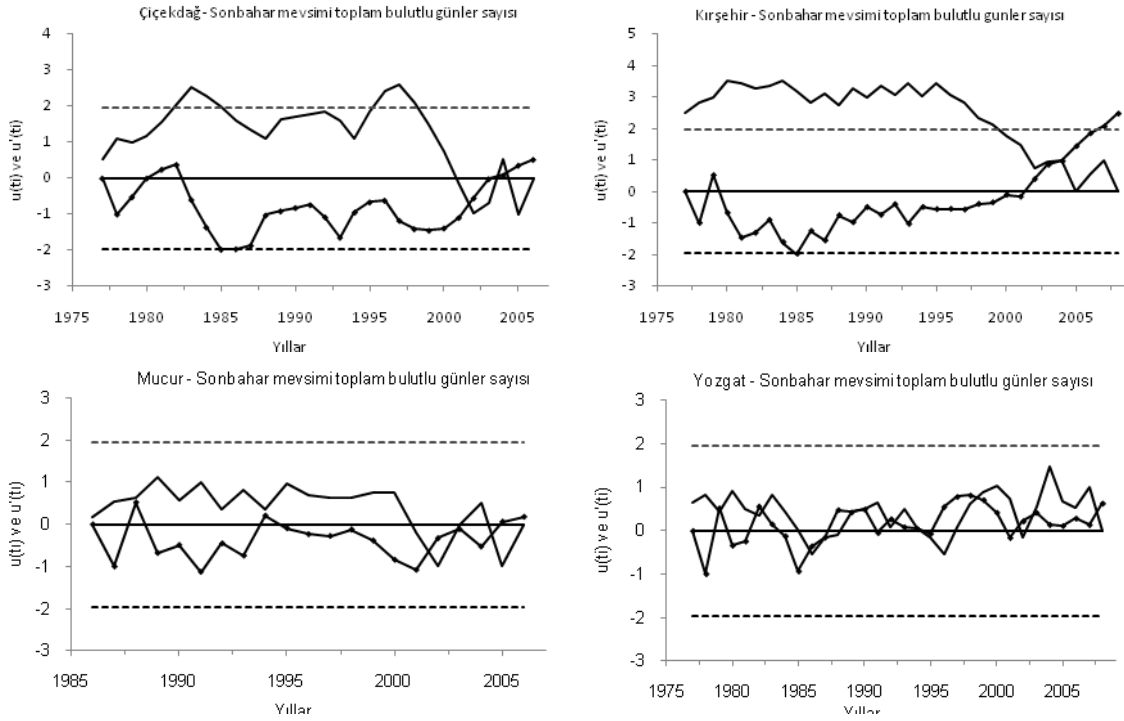 Çiçekdağ - Sonbahar mevsimi toplam bulutlu günler sayısı
4
3
2
1
0
-1
-2
-3
u(ti) ve u'(ti)
1975 1980 1985 1990 1995 2000 2005
Yıllar
Kırşehir - Sonbahar mevsimi toplam bulutlu gunler sayısı
5
4
3
2
1
0
-1
-2
-3
u(ti) ve u'(ti)
1975 1980 1985 1990 1995 2000 2005
Yıllar
Mucur - Sonbahar mevsimi toplam bulutlu günler sayısı
3
2
1
0
-1
-2
-3
u(ti) ve u'(ti)
1985 1990 1995 2000 2005
Yıllar
Yozgat - Sonbahar mevsimi toplam bulutlu günler sayısı
3
2
1
0
-1
-2
-3
u(ti) ve u'(ti)
1975 1980 1985 1990 1995 2000 2005
Yıllar